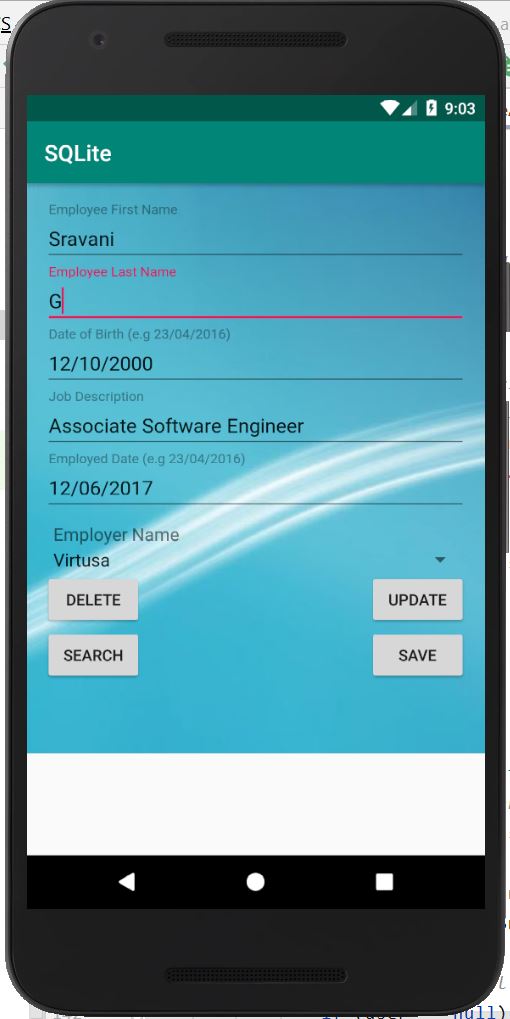 9:03
SQLite
Employee First Name
Sravani
Employee Last Name
G
Date of Birth (e.g 23/04/2016)
12/10/2000
Job Description
Associate Software Engineer
Employed Date (e.g 23/04/2016)
12/06/2017
Employer Name
Virtusa
DELETE UPDATE
SEARCH SAVE
null)